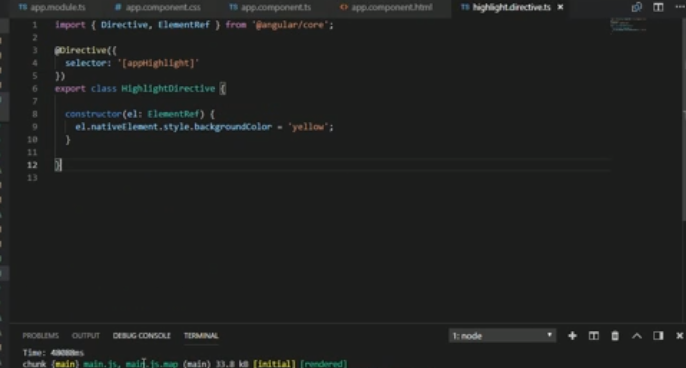 TS app.module.ts # app.component.css TS app.component.ts <> app.component.html TS highlight.directive.ts ×
1 import { Directive, ElementRef } from '@angular/core';
2
3 @Directive({
4 selector: '[appHighlight]'
5 })
6 export class HighlightDirective {
7
8 constructor(el: ElementRef) {
9 el.nativeElement.style.backgroundColor = 'yellow';
10 }
11
12 }
13
PROBLEMS OUTPUT DEBUG CONSOLE TERMINAL 1: node
Time: ms
chunk {main} main.js, main.js.map (main) 33.8 kB [initial] [rendered]